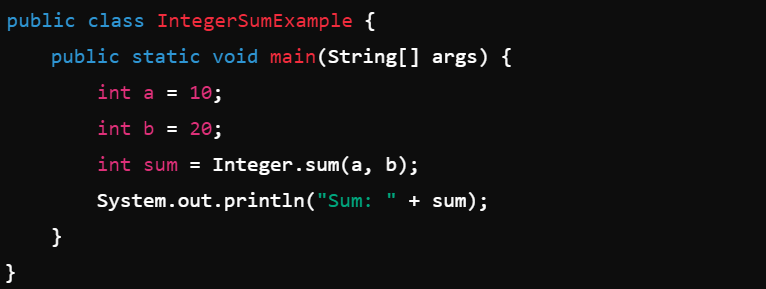 public class IntegerSumExample {
    public static void main(String[] args) {
        int a = 10;
        int b = 20;
        int sum = Integer.sum(a, b);
        System.out.println("Sum: " + sum);
    }
}